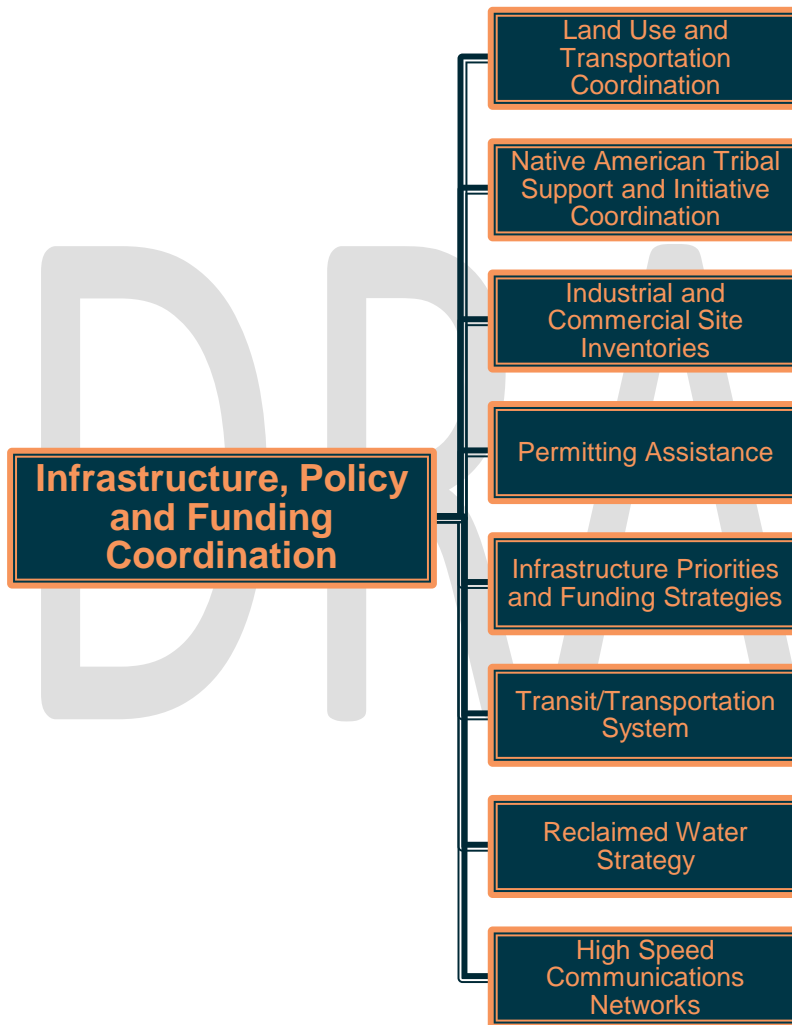 Land Use and
Transportation
Coordination
Native American Tribal
Support and Initiative
Coordination
Industrial and
Commercial Site
Inventories
Permitting Assistance
Infrastructure, Policy
and Funding
Coordination
Infrastructure Priorities
and Funding Strategies
Transit/Transportation
System
Reclaimed Water
Strategy
High Speed
Communications
Networks
DRA